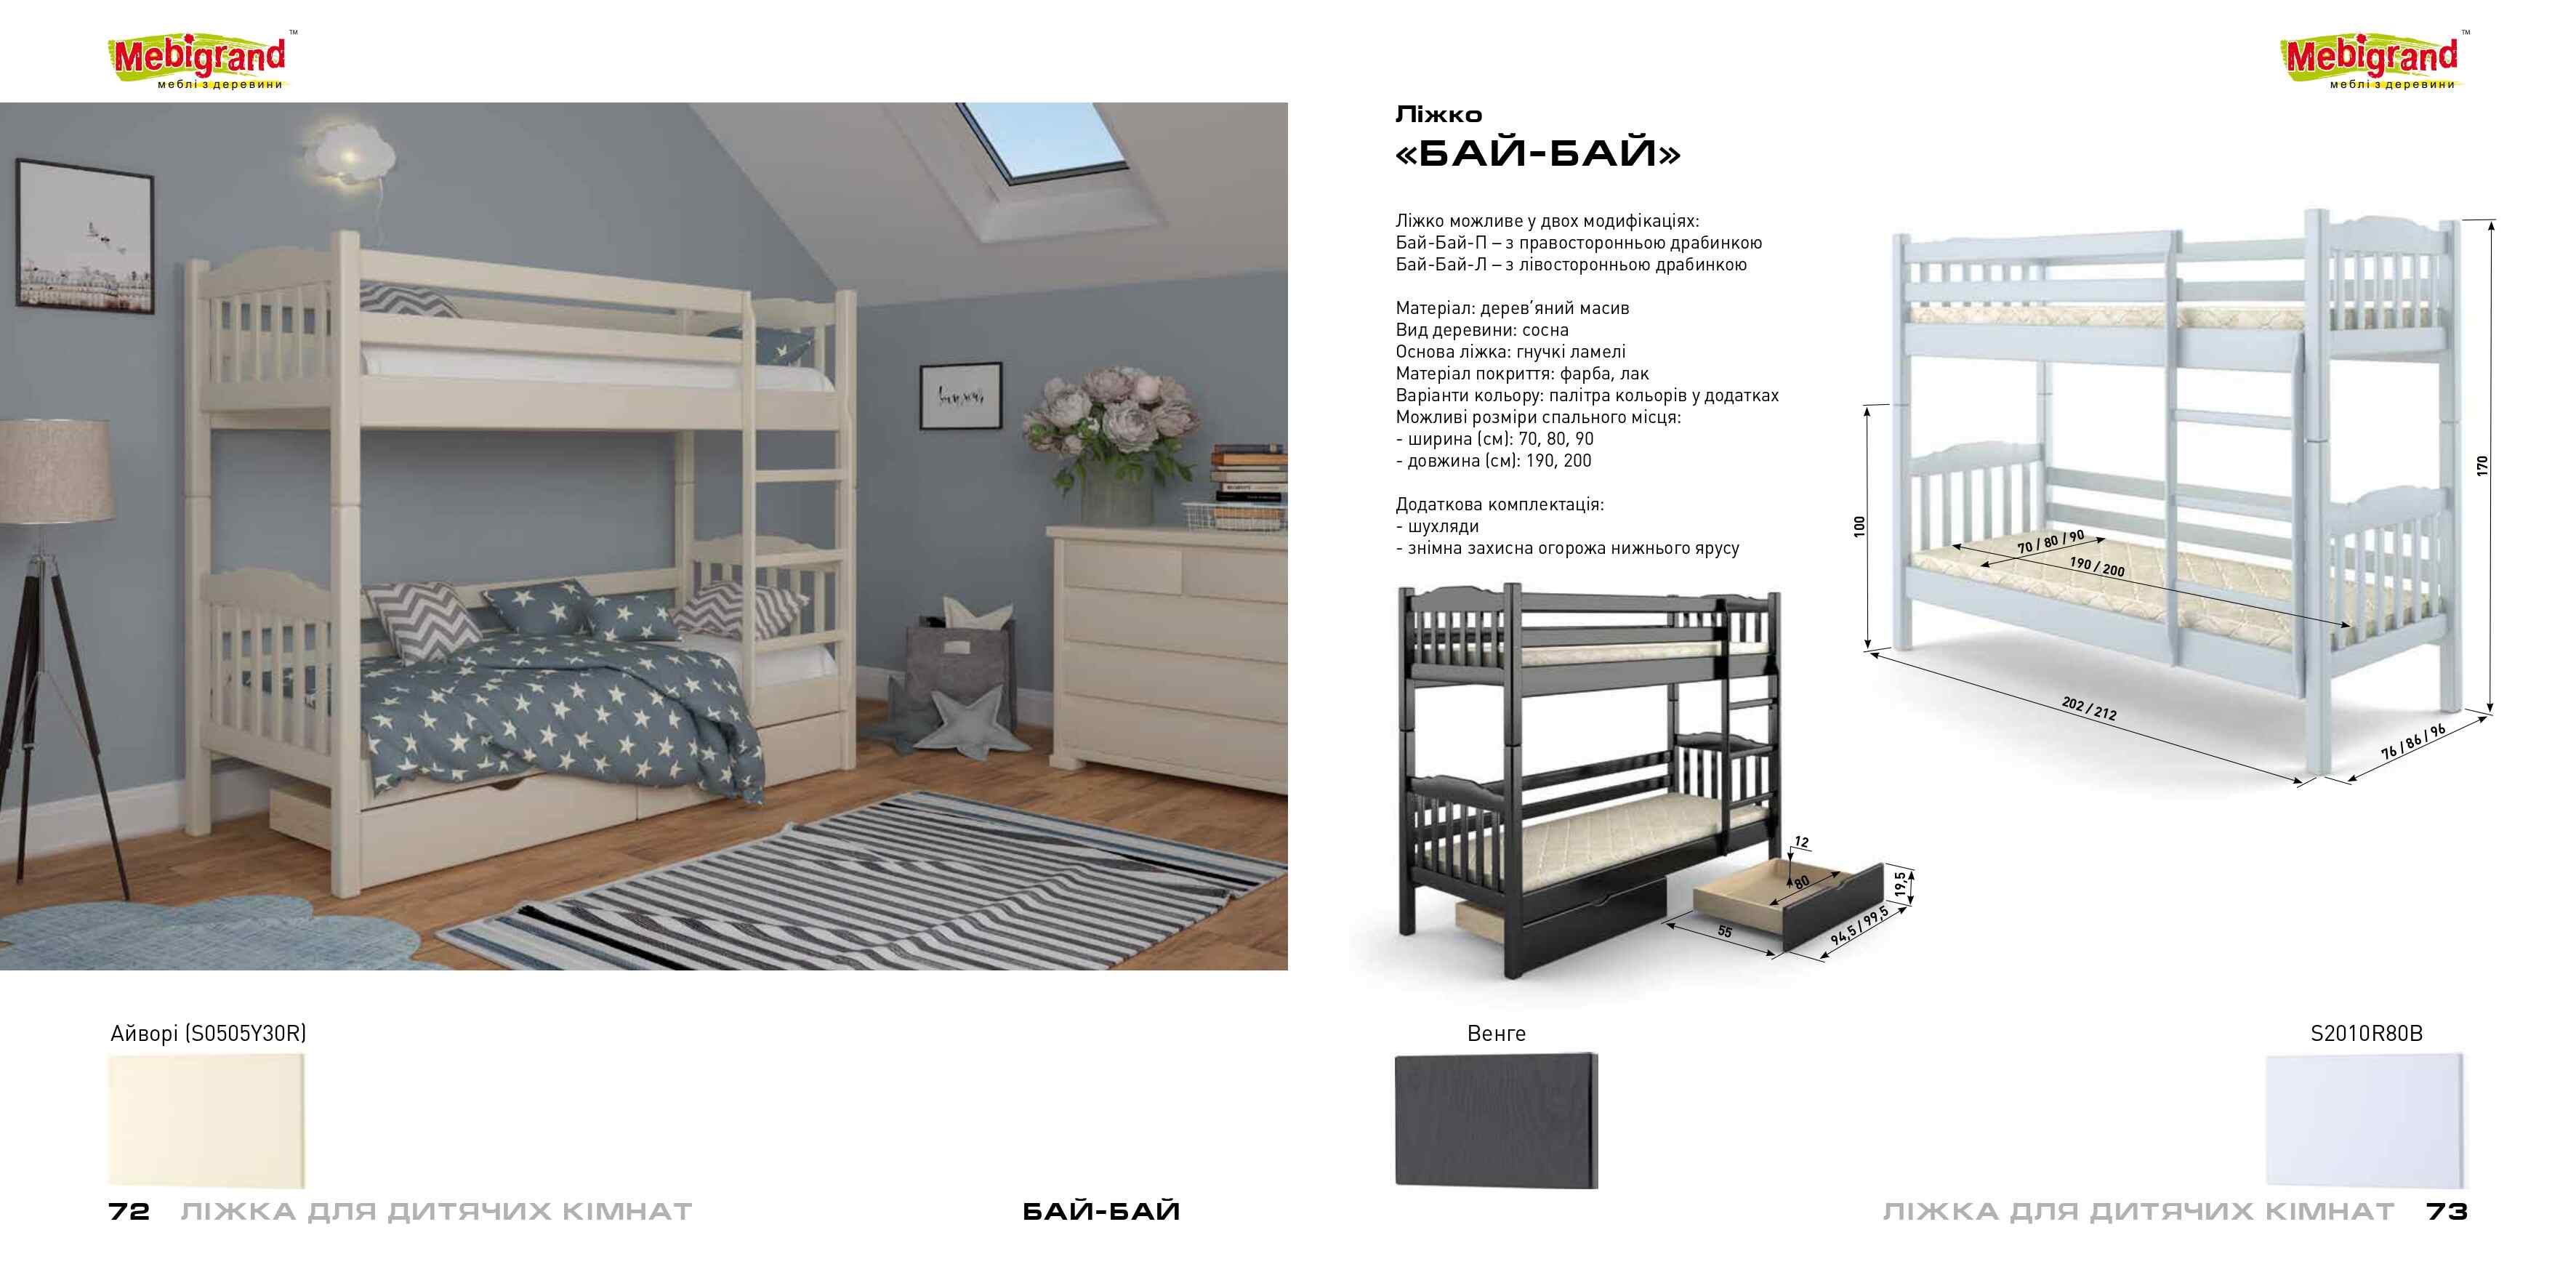 Mebigrand TM
меблі з деревини
Mebigrand TM
меблі з деревини
Ліжко
«БАЙ-БАЙ»
Ліжко можливе у двох модифікаціях:
Бай-Бай-П – з правосторонньою драбинкою
Бай-Бай-Л – з лівосторонньою драбинкою
Матеріал: дерев’яний масив
Вид деревини: сосна
Основа ліжка: гнучкі ламелі
Матеріал покриття: фарба, лак
Варіанти кольору: палітра кольорів у додатках
Можливі розміри спального місця:
- ширина (см): 70, 80, 90
- довжина (см): 190, 200
Додаткова комплектація:
- шухляди
- знімна захисна огорожа нижнього ярусу
170
100
70 / 80 / 90
190 / 200
202 / 212
76 / 86 / 96
12
80
19,5
55
94,5 / 99,5
Айворі (S0505Y30R)
Венге
S2010R80B
72 ЛІЖКА ДЛЯ ДИТЯЧИХ КІМНАТ
БАЙ-БАЙ
ЛІЖКА ДЛЯ ДИТЯЧИХ КІМНАТ 73